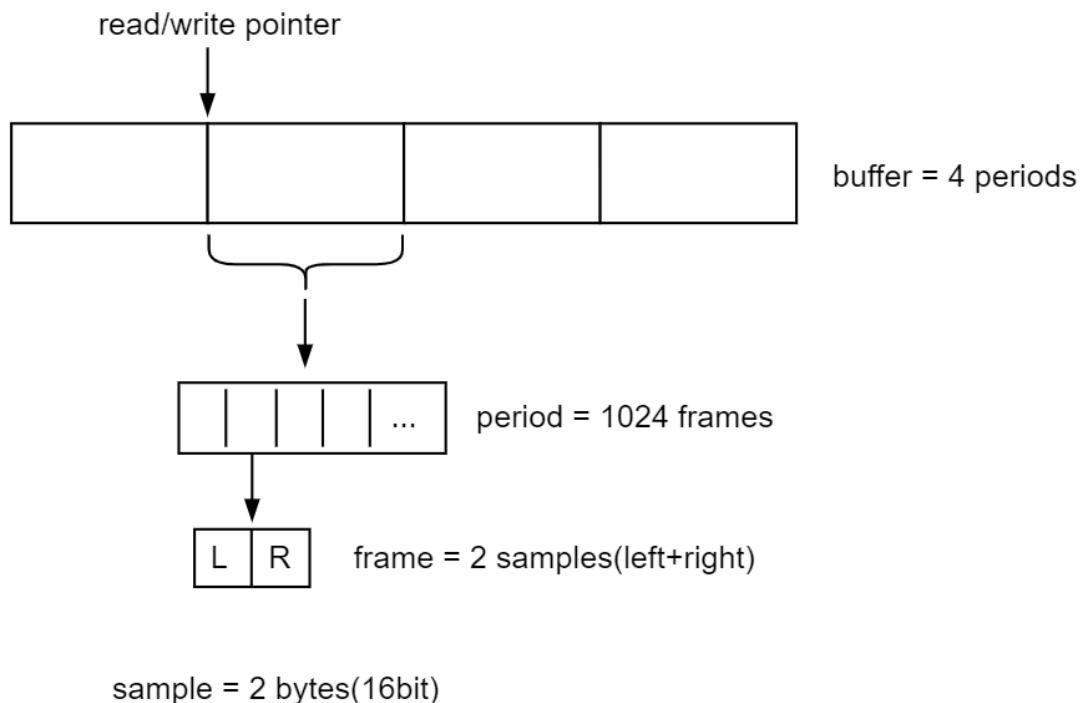 read/write pointer
buffer = 4 periods
...
period = 1024 frames
L R
frame = 2 samples(left+right)
sample = 2 bytes(16bit)